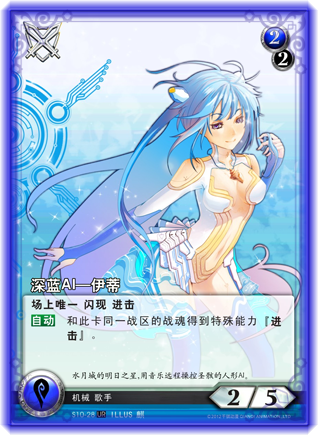 2
2
深蓝AI—伊蒂
场上唯一 闪现 进击
自动 和此卡同一战区的战魂得到特殊能力『进
击』。
水月城的明日之星,用音乐远程操控圣骸的人形AI。
机械 歌手
2 / 5
S10-28 UR ILLUS